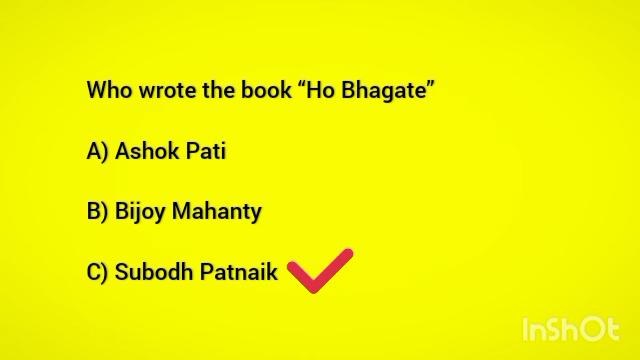 Who wrote the book “Ho Bhagate”
A) Ashok Pati
B) Bijoy Mahanty
C) Subodh Patnaik
InShOt